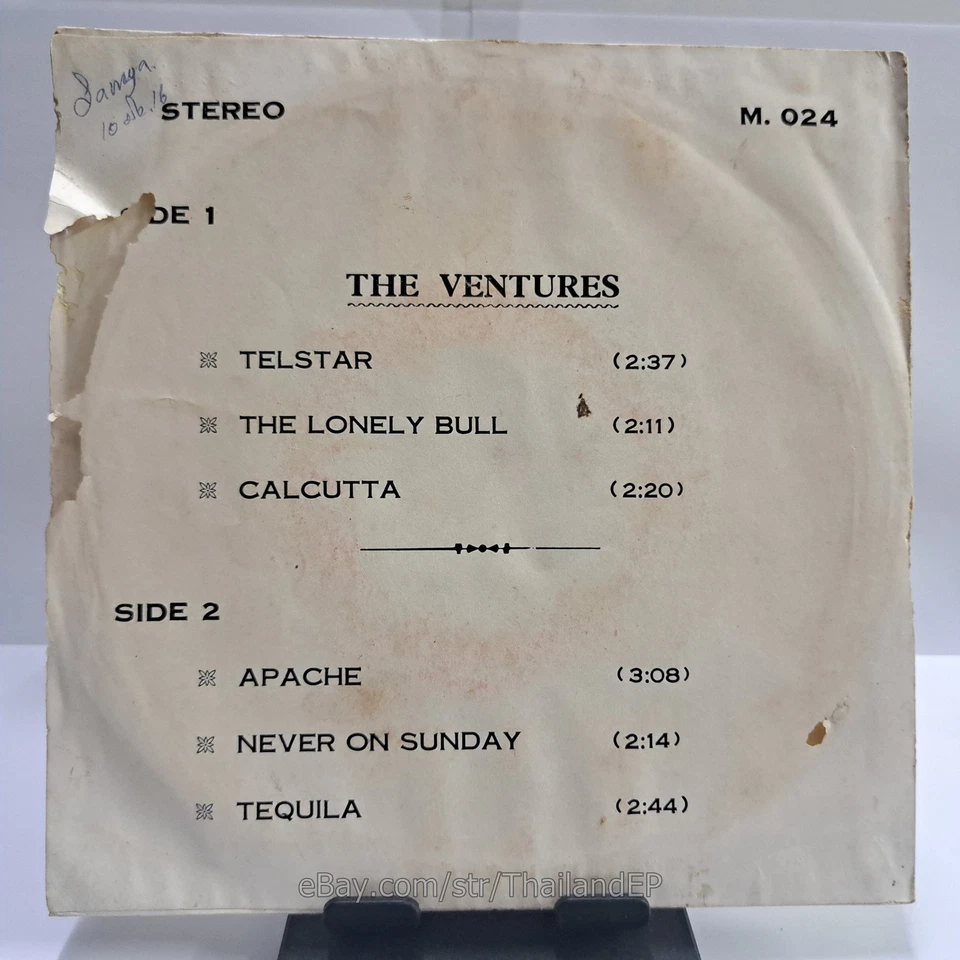 STEREO
M. 024
SIDE 1
THE VENTURES
TELSTAR (2:37)
THE LONELY BULL (2:11)
CALCUTTA (2:20)
SIDE 2
APACHE (3:08)
NEVER ON SUNDAY (2:14)
TEQUILA (2:44)
eBay.com/str/ThailandEP